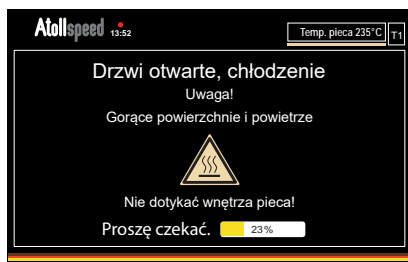 Atollspeed 13:52
Temp. pieca 235°C T1
Drzwi otwarte, chłodzenie
Uwaga!
Gorące powierzchnie i powietrze
Nie dotykać wnętrza pieca!
Proszę czekać. 23%